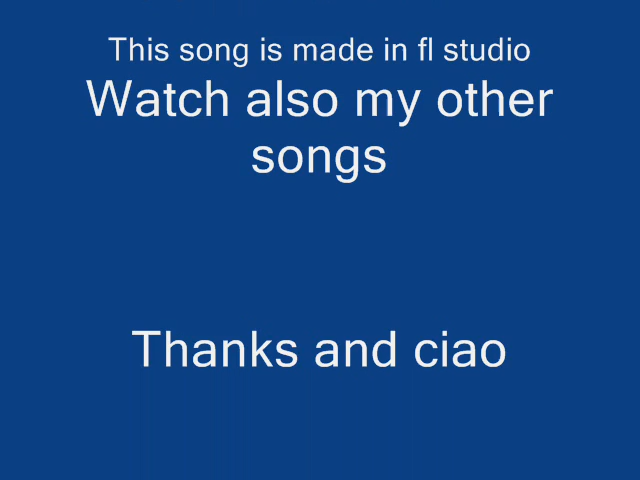 This song is made in fl studio
Watch also my other
songs
Thanks and ciao